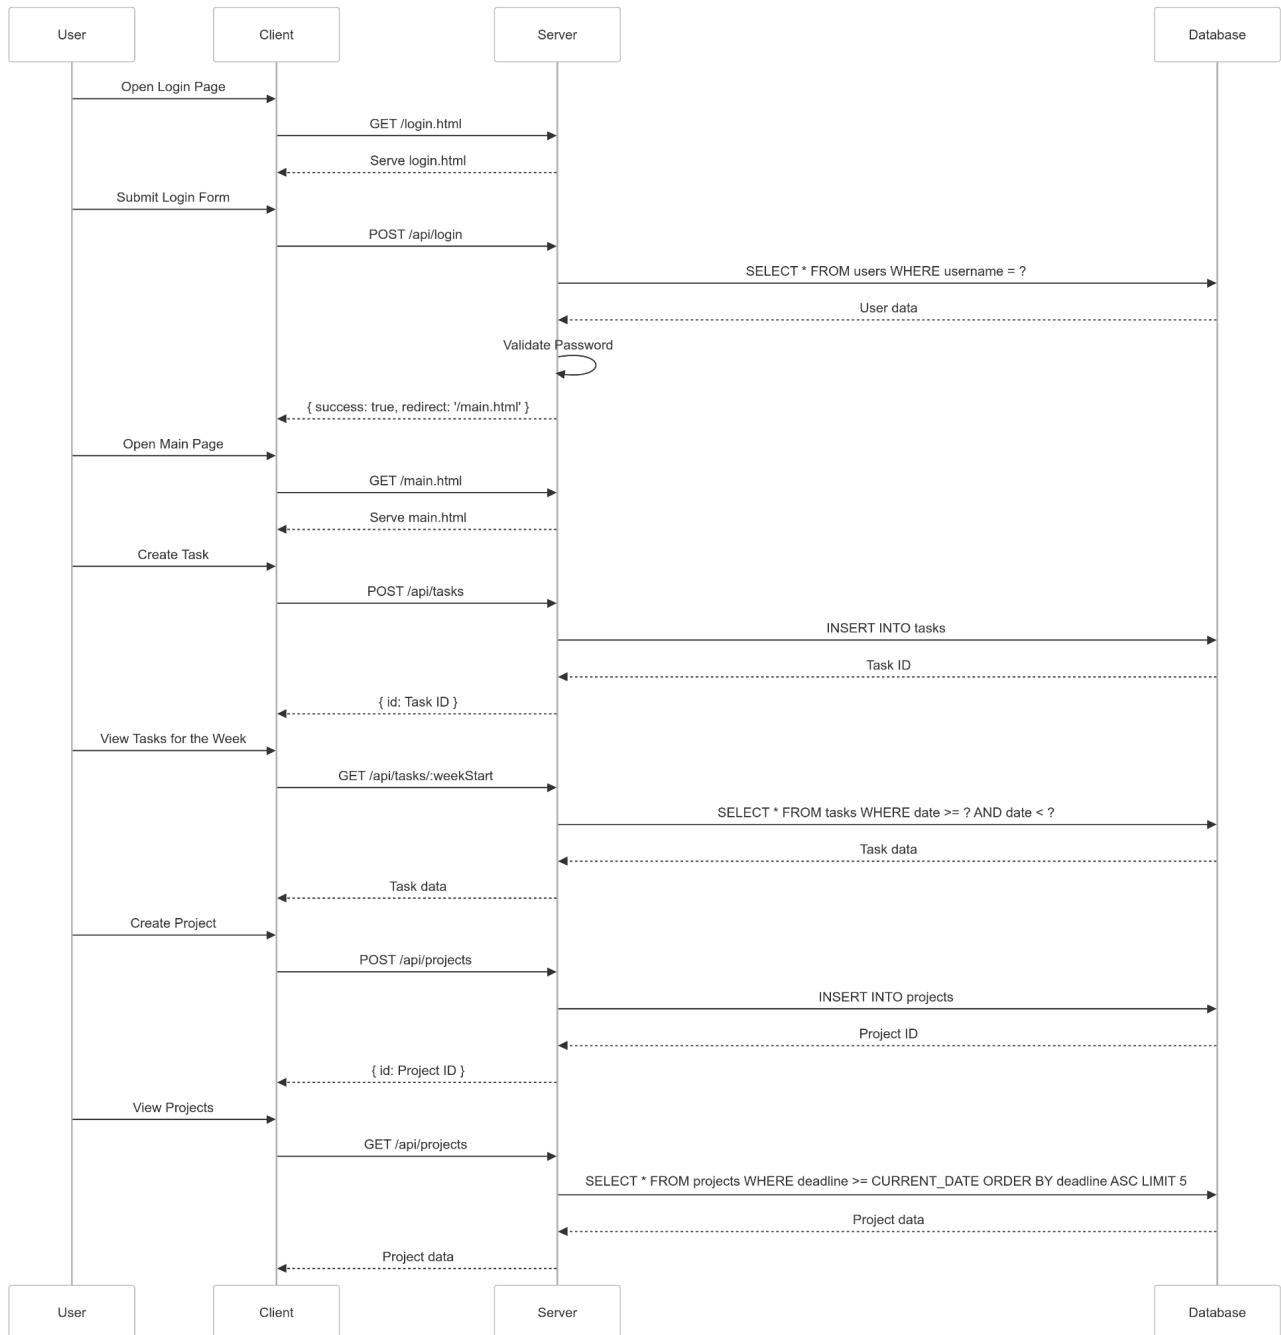 User
Client
Server
Database
Open Login Page
GET /login.html
Serve login.html
Submit Login Form
POST /api/login
SELECT * FROM users WHERE username = ?
User data
Validate Password
{ success: true, redirect: '/main.html' }
Open Main Page
GET /main.html
Serve main.html
Create Task
POST /api/tasks
INSERT INTO tasks
Task ID
{ id: Task ID }
View Tasks for the Week
GET /api/tasks/:weekStart
SELECT * FROM tasks WHERE date >= ? AND date < ?
Task data
Task data
Create Project
POST /api/projects
INSERT INTO projects
Project ID
{ id: Project ID }
View Projects
GET /api/projects
SELECT * FROM projects WHERE deadline >= CURRENT_DATE ORDER BY deadline ASC LIMIT 5
Project data
Project data
User
Client
Server
Database